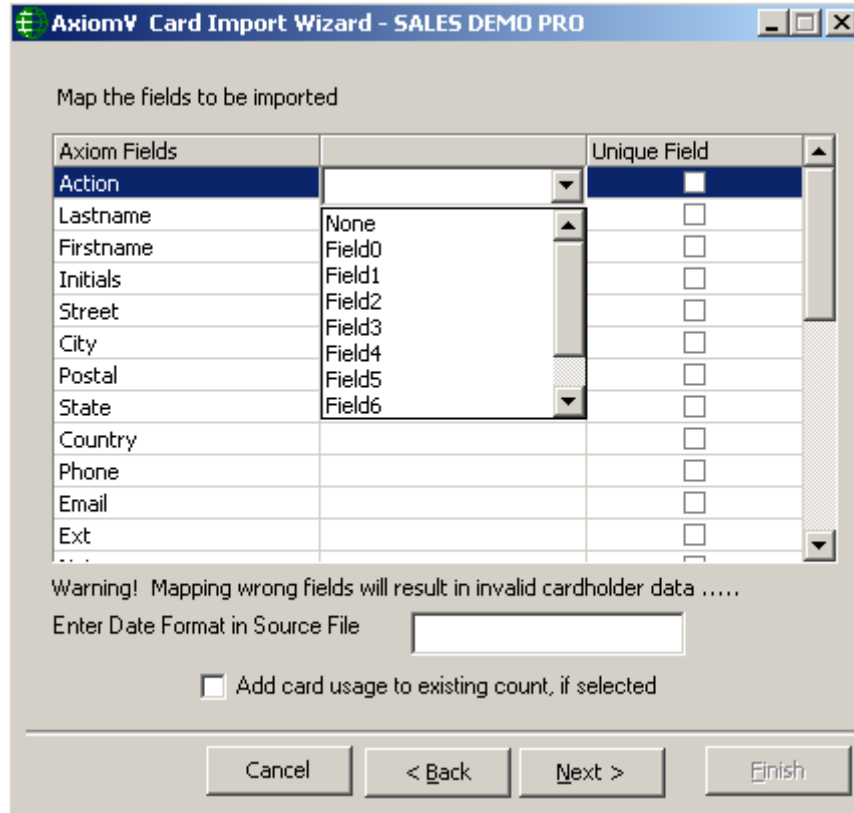 AxiomV Card Import Wizard - SALES DEMO PRO
Map the fields to be imported
Axiom Fields Unique Field
Action
Lastname
None
Firstname
Field0
Initials
Field1
Street
Field2
City
Field3
Postal
Field4
State
Field5
Field6
Country
Phone
Email
Ext
Warning! Mapping wrong fields will result in invalid cardholder data .....
Enter Date Format in Source File
Add card usage to existing count, if selected
Cancel < Back Next > Finish